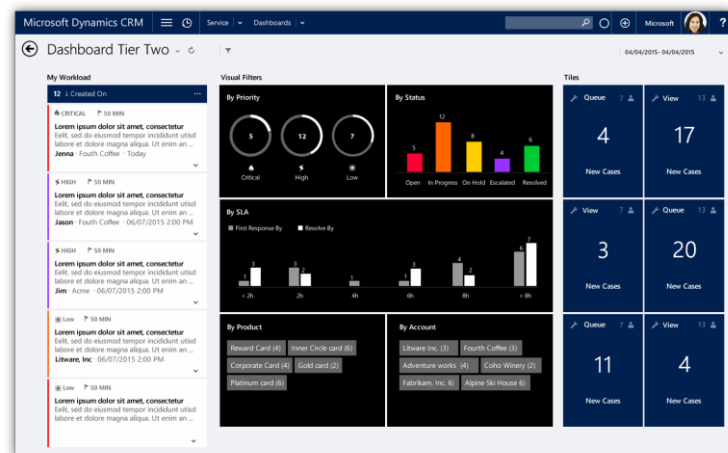 Microsoft Dynamics CRM
Service
Dashboards
Microsoft
?
Dashboard Tier Two
04/04/2015- 04/04/2015
My Workload
12 ↓ Created On ...
CRITICAL 50 MIN
Lorem ipsum dolor sit amet, consectetur
Eelit, sed do eiusmod tempor incididunt utisd
labore et dolore magna aliqua. Ut enim an ...
Jenna · Fouth Coffee · Today
HIGH 50 MIN
Lorem ipsum dolor sit amet, consectetur
Eelit, sed do eiusmod tempor incididunt utisd
labore et dolore magna aliqua. Ut enim an ...
Jason · Fouth Coffee · 06/07/2015 2:00 PM
HIGH 50 MIN
Lorem ipsum dolor sit amet, consectetur
Eelit, sed do eiusmod tempor incididunt utisd
labore et dolore magna aliqua. Ut enim an ...
Jim · Acme · 06/07/2015 2:00 PM
Low 50 MIN
Lorem ipsum dolor sit amet, consectetur
Eelit, sed do eiusmod tempor incididunt utisd
labore et dolore magna aliqua. Ut enim an ...
Litware, Inc · 06/07/2015 2:00 PM
Low 50 MIN
Lorem ipsum dolor sit amet, consectetur
Eelit, sed do eiusmod tempor incididunt utisd
labore et dolore magna aliqua. Ut enim an ...
Visual Filters
By Priority
5 12 7
Critical High Low
By Status
5 12 8 4 6
Open In Progress On Hold Escalated Resolved
By SLA
First Response By Resolve By
1 3 3 2 1 1 3 4 2 6 7
< 2h 2h 4h 6h 8h > 8h
By Product
Reward Card (4) Inner Circle card (6)
Corporate Card (4) Gold card (2)
Platinum card (6)
By Account
Litware Inc. (3) Fourth Coffee (3)
Adventure works (4) Coho Winery (2)
Fabrikam, Inc. 6) Alpine Ski House 6)
Tiles
Queue 7
4
New Cases
View 13
17
New Cases
View 7
3
New Cases
Queue 13
20
New Cases
Queue 7
11
New Cases
View 13
4
New Cases